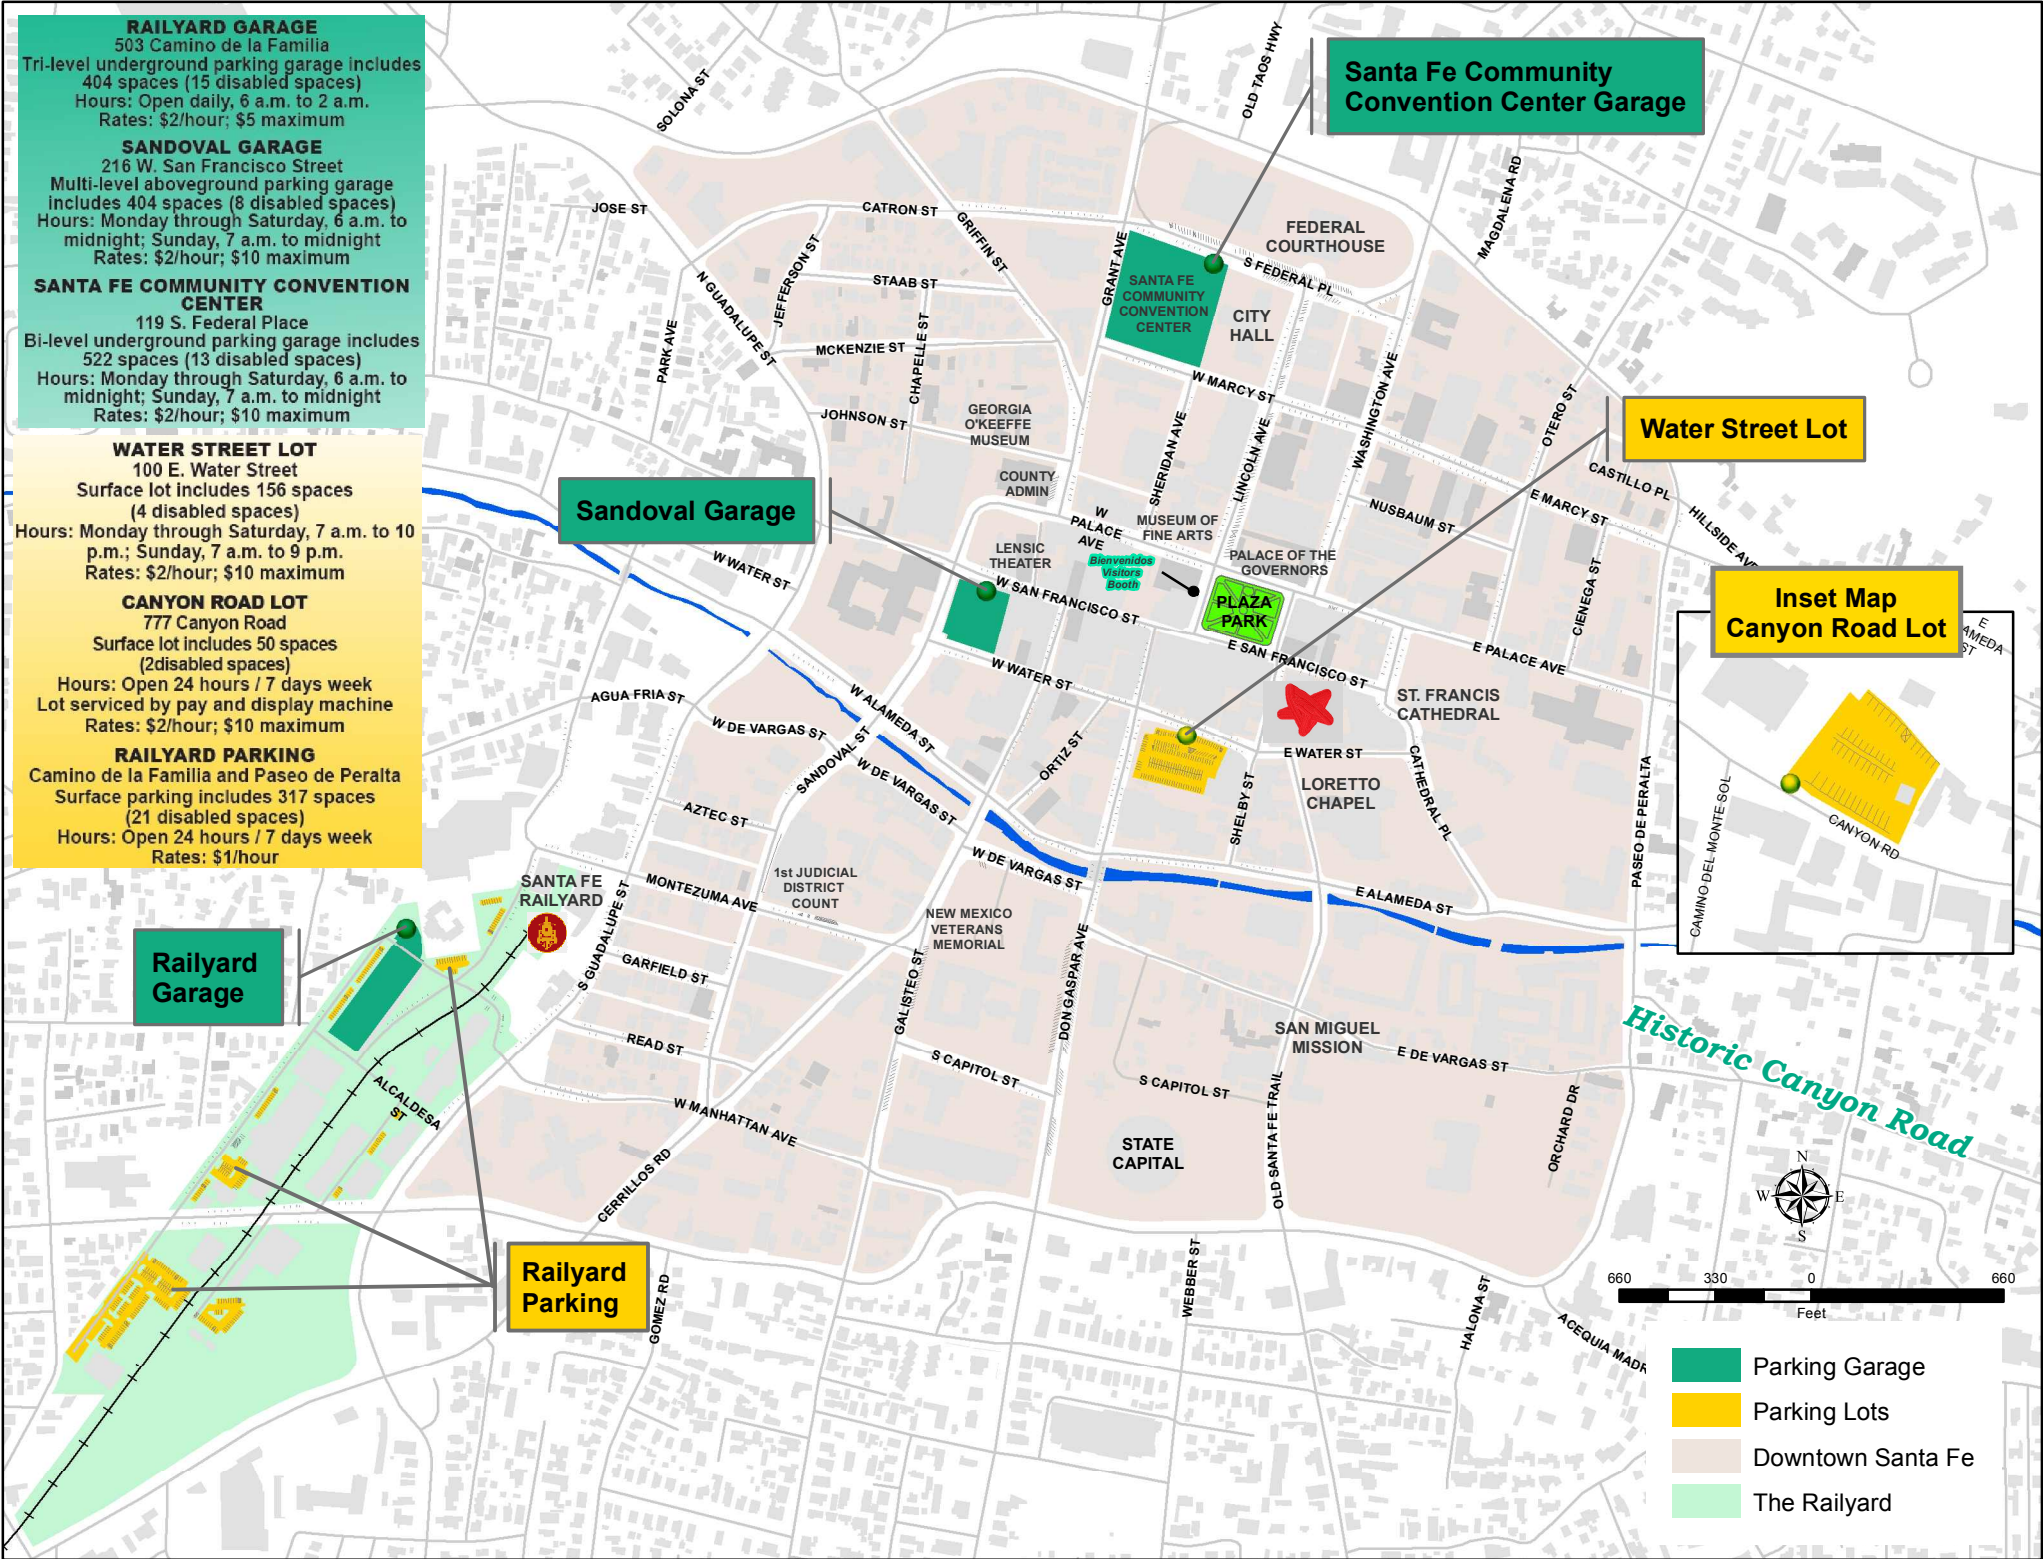 RAILYARD GARAGE
503 Camino de la Familia
Tri-level underground parking garage includes
404 spaces (15 disabled spaces)
Hours: Open daily, 6 a.m. to 2 a.m.
Rates: $2/hour; $5 maximum
SANDOVAL GARAGE
216 W. San Francisco Street
Multi-level aboveground parking garage
includes 404 spaces (8 disabled spaces)
Hours: Monday through Saturday, 6 a.m. to
midnight; Sunday, 7 a.m. to midnight
Rates: $2/hour; $10 maximum
SANTA FE COMMUNITY CONVENTION
CENTER
119 S. Federal Place
Bi-level underground parking garage includes
522 spaces (13 disabled spaces)
Hours: Monday through Saturday, 6 a.m. to
midnight; Sunday, 7 a.m. to midnight
Rates: $2/hour; $10 maximum
WATER STREET LOT
100 E. Water Street
Surface lot includes 156 spaces
(4 disabled spaces)
Hours: Monday through Saturday, 7 a.m. to 10
p.m.; Sunday, 7 a.m. to 9 p.m.
Rates: $2/hour; $10 maximum
CANYON ROAD LOT
777 Canyon Road
Surface lot includes 50 spaces
(2disabled spaces)
Hours: Open 24 hours / 7 days week
Lot serviced by pay and display machine
Rates: $2/hour; $10 maximum
RAILYARD PARKING
Camino de la Familia and Paseo de Peralta
Surface parking includes 317 spaces
(21 disabled spaces)
Hours: Open 24 hours / 7 days week
Rates: $1/hour
Santa Fe Community
Convention Center Garage
SOLONA ST
OLD TAOS HWY
MAGDALENA RD
JOSE ST
CATRON ST
GRIFFIN ST
FEDERAL
COURTHOUSE
GRANT AVE
S FEDERAL PL
JEFFERSON ST
N GUADALUPE ST
STAAB ST
SANTA FE
COMMUNITY
CONVENTION
CENTER
CITY
HALL
PARK AVE
MCKENZIE ST
CHAPELLE ST
W MARCY ST
WASHINGTON AVE
OTERO ST
JOHNSON ST
GEORGIA
O'KEEFFE
MUSEUM
SHERIDAN AVE
LINCOLN AVE
Water Street Lot
CASTILLO PL
COUNTY
ADMIN
Sandoval Garage
E MARCY ST
NUSBAUM ST
HILLSIDE AVE
W
PALACE
AVE
MUSEUM OF
FINE ARTS
LENSIC
THEATER
PALACE OF THE
GOVERNORS
Bienvenidos
Visitors
Booth
W WATER ST
W SAN FRANCISCO ST
PLAZA
PARK
CIENEGA ST
Inset Map
Canyon Road Lot
E
AMEDA
ST
E SAN FRANCISCO ST
E PALACE AVE
W WATER ST
AGUA FRIA ST
W ALAMEDA ST
ST. FRANCIS
CATHEDRAL
W DE VARGAS ST
SANDOVAL ST
ORTIZ ST
E WATER ST
CATHEDRAL PL
W DE VARGAS ST
LORETTO
CHAPEL
SHELBY ST
PASEO DE PERALTA
CAMINO DEL MONTE SOL
CANYON RD
AZTEC ST
W DE VARGAS ST
1st JUDICIAL
DISTRICT
COUNT
SANTA FE
RAILYARD
MONTEZUMA AVE
E ALAMEDA ST
NEW MEXICO
VETERANS
MEMORIAL
S GUADALUPE ST
Railyard
Garage
GARFIELD ST
GALISTEO ST
DON GASPAR AVE
READ ST
SAN MIGUEL
MISSION
Historic Canyon Road
E DE VARGAS ST
S CAPITOL ST
S CAPITOL ST
ALCALDESA
ST
W MANHATTAN AVE
OLD SANTA FE TRAIL
ORCHARD DR
STATE
CAPITAL
CERRILLOS RD
N
W
E
S
Railyard
Parking
GOMEZ RD
WEBBER ST
HALONA ST
ACEQUIA MADR
660
330
0
660
Feet
Parking Garage
Parking Lots
Downtown Santa Fe
The Railyard